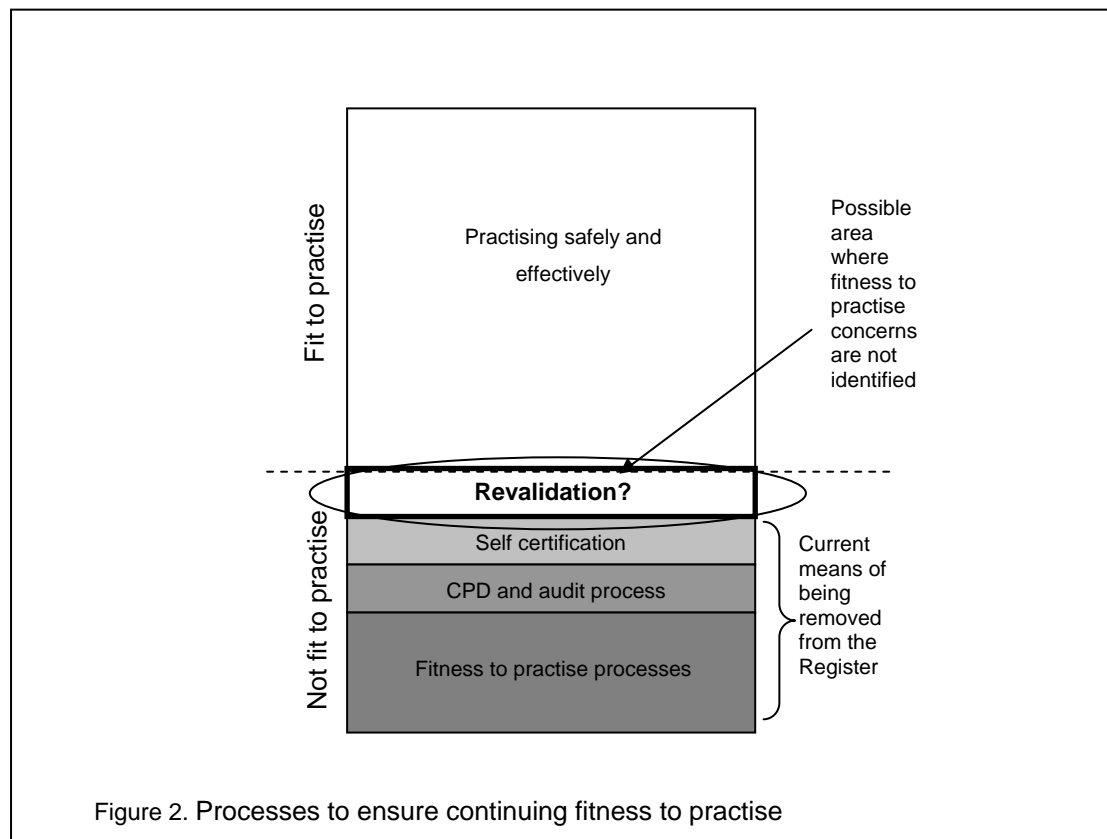 Fit to practise
Practising safely and
effectively
Possible
area
where
fitness to
practise
concerns
are not
identified
Not fit to practise
Revalidation?
Self certification
CPD and audit process
Fitness to practise processes
Current
means of
being
removed
from the
Register
Figure 2. Processes to ensure continuing fitness to practise